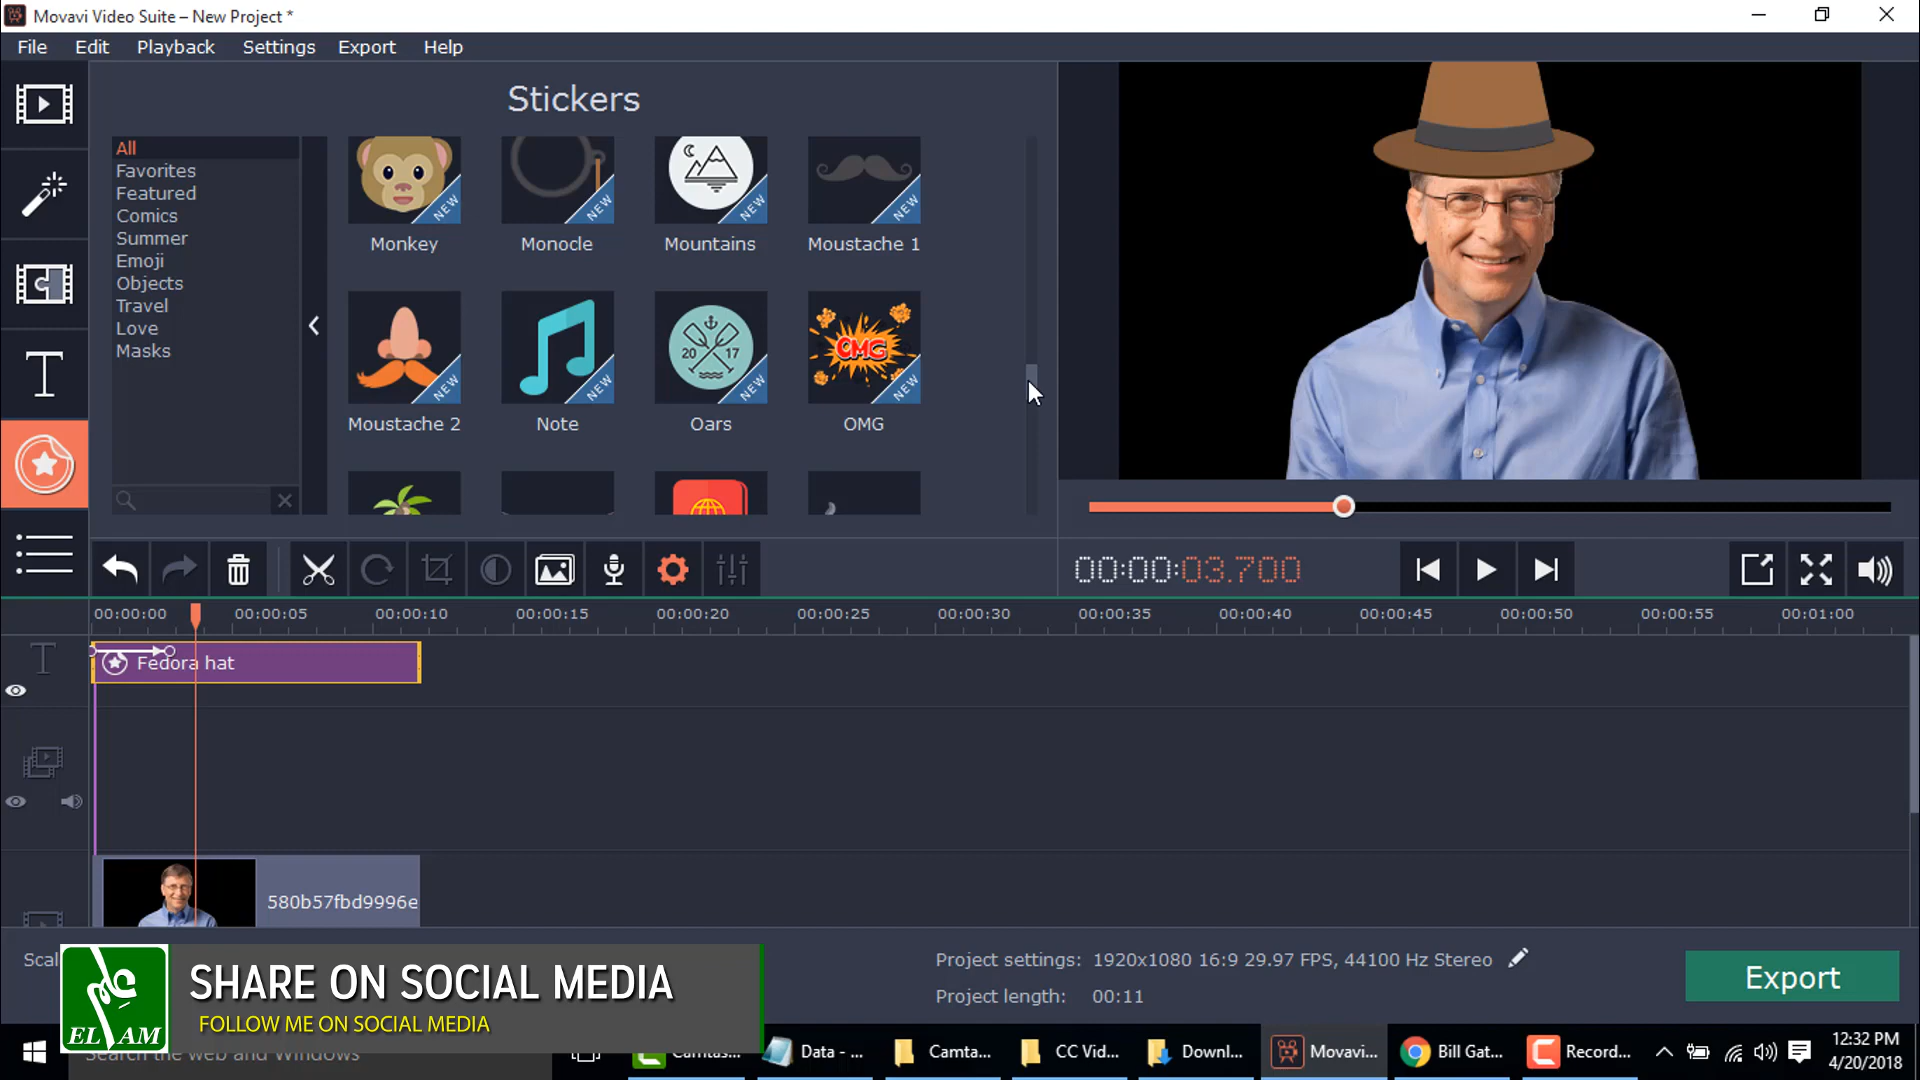 Movavi Video Suite – New Project *
File Edit Playback Settings Export Help
Stickers
All
Favorites
Featured
Comics
Summer
Emoji
Objects
Travel
Love
Masks
NEW NEW NEW NEW
Monkey Monocle Mountains Moustache 1
20 17 OMG
NEW NEW NEW NEW
Moustache 2 Note Oars OMG
00:00:03.700
00:00:00 00:00:05 00:00:10 00:00:15 00:00:20 00:00:25 00:00:30 00:00:35 00:00:40 00:00:45 00:00:50 00:00:55 00:01:00
Fedora hat
580b57fbd9996e
Scal
Project settings: 1920x1080 16:9 29.97 FPS, 44100 Hz Stereo
Project length: 00:11
Export
SHARE ON SOCIAL MEDIA
FOLLOW ME ON SOCIAL MEDIA
Search the web and Windows
Camtas... Data - ... Camta... CC Vid... Downl... Movavi... Bill Gat... Record...
12:32 PM
4/20/2018